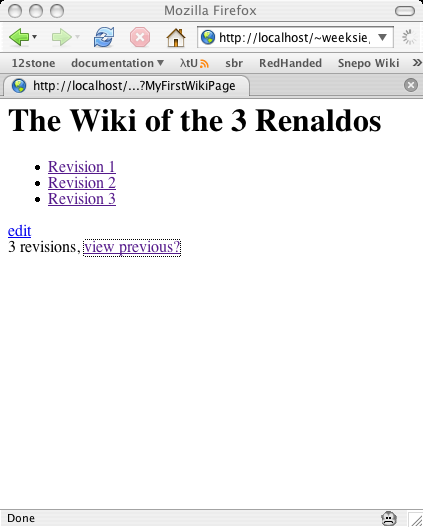 Mozilla Firefox
http://localhost/~weeksie/
12stone documentation λtU sbr RedHanded Snepo Wiki »
http://localhost/...?MyFirstWikiPage
The Wiki of the 3 Renaldos
Revision 1
Revision 2
Revision 3
edit
3 revisions, view previous?
Done